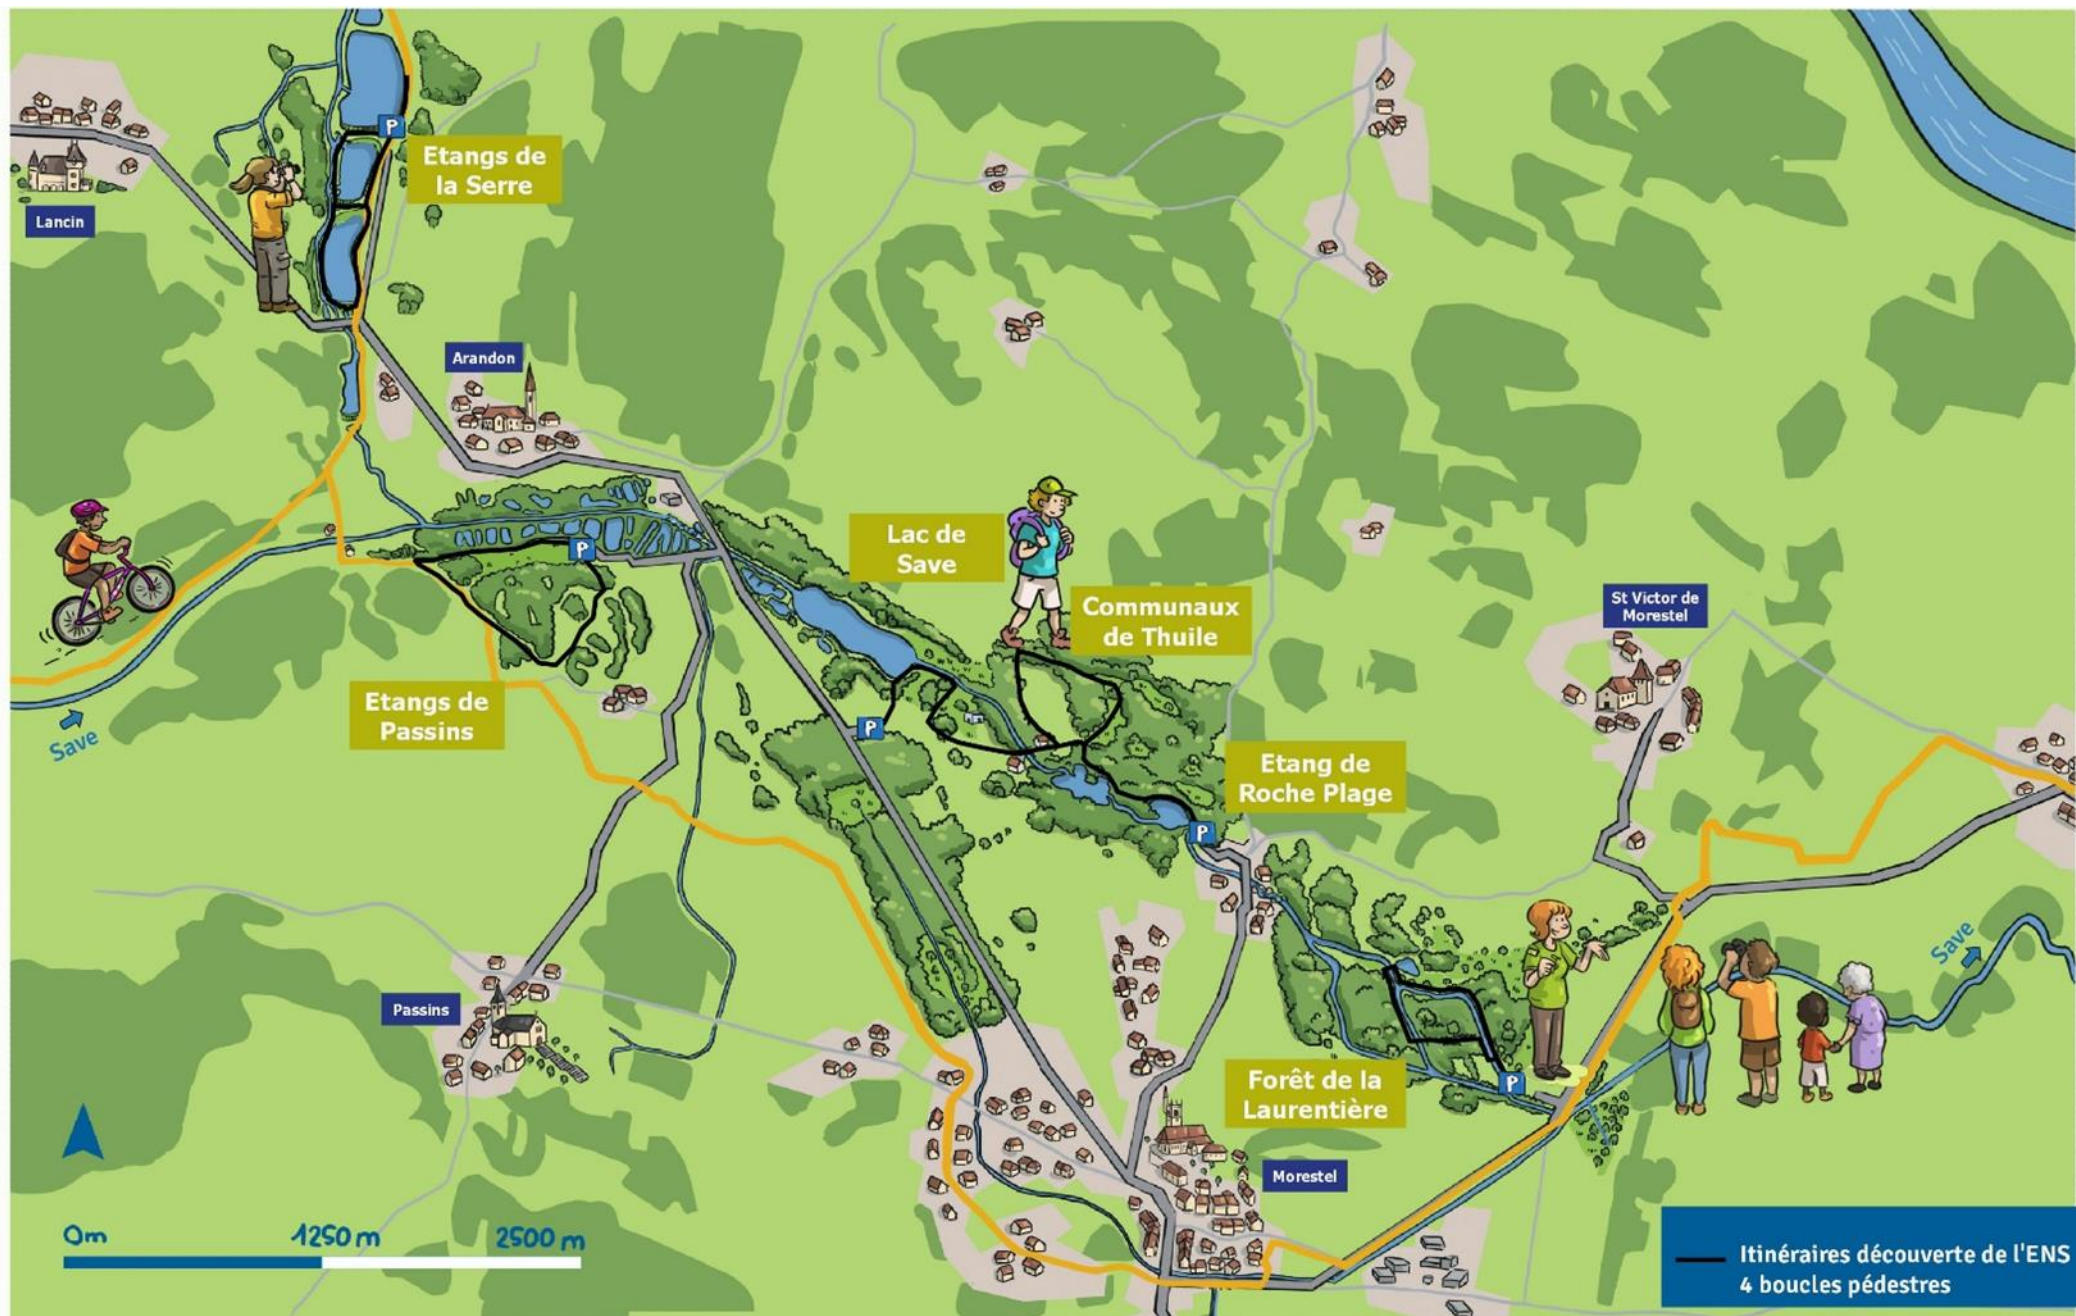 P
Etangs de
la Serre
Lancin
Arandon
Lac de
Save
P
Communaux
de Thuile
St Victor de
Morestel
Etangs de
Passins
P
Save
Etang de
Roche Plage
P
Save
Passins
Forêt de la
Laurentière
P
Morestel
0m 1250 m 2500 m
Itinéraires découverte de l'ENS
4 boucles pédestres